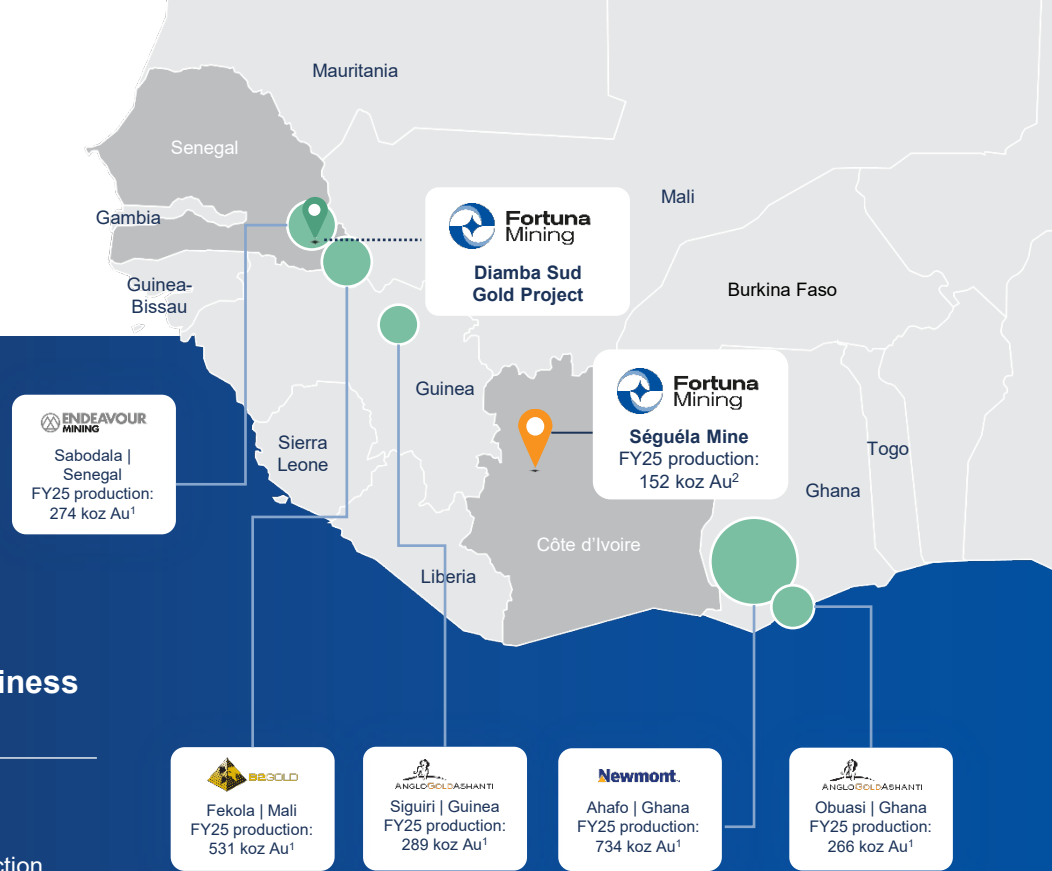 Mauritania
Senegal
Mali
Gambia
Fortuna
Mining
Diamba Sud
Gold Project
Guinea-
Bissau
Burkina Faso
Guinea
Fortuna
Mining
Séguéla Mine
FY25 production:
152 koz Au²
ENDEAVOUR
MINING
Sabodala |
Senegal
FY25 production:
274 koz Au¹
Sierra
Leone
Togo
Ghana
Côte d'Ivoire
Liberia
iness
B2GOLD
Fekola | Mali
FY25 production:
531 koz Au¹
ANGLOGOLDASHANTI
Siguiri | Guinea
FY25 production:
289 koz Au¹
Newmont.
Ahafo | Ghana
FY25 production:
734 koz Au¹
ANGLOGOLDASHANTI
Obuasi | Ghana
FY25 production:
266 koz Au¹
ction